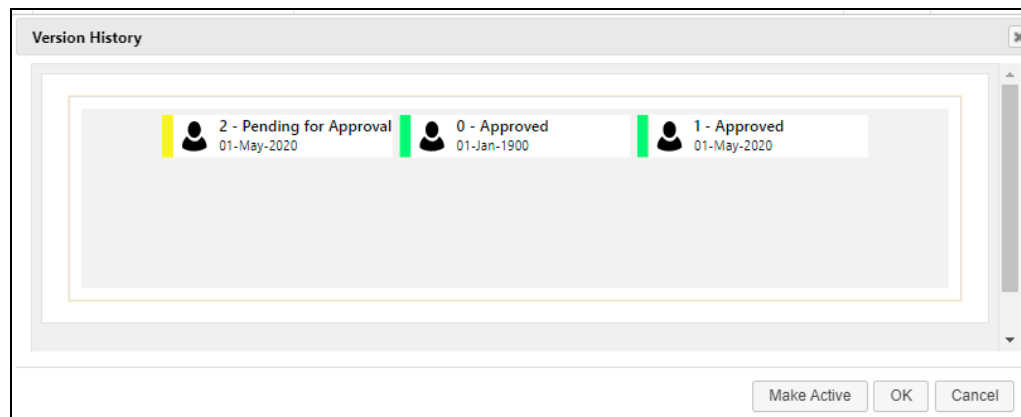 Version History
2 - Pending for Approval
01-May-2020
0 - Approved
01-Jan-1900
1 - Approved
01-May-2020
Make Active
OK
Cancel